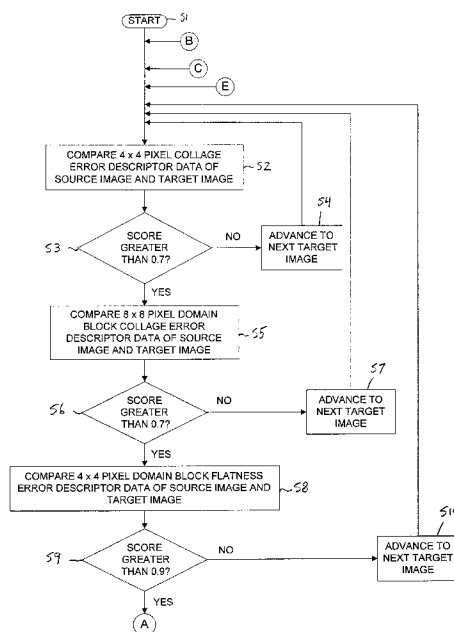 START
S1
B
C
E
COMPARE 4 x 4 PIXEL COLLAGE
ERROR DESCRIPTOR DATA OF
SOURCE IMAGE AND TARGET IMAGE
S2
S3
SCORE
GREATER
THAN 0.7?
NO
S4
ADVANCE TO
NEXT TARGET
IMAGE
YES
COMPARE 8 x 8 PIXEL DOMAIN
BLOCK COLLAGE ERROR
DESCRIPTOR DATA OF SOURCE
IMAGE AND TARGET IMAGE
S5
S6
SCORE
GREATER
THAN 0.7?
NO
S7
ADVANCE TO
NEXT TARGET
IMAGE
YES
COMPARE 4 x 4 PIXEL DOMAIN BLOCK FLATNESS
ERROR DESCRIPTOR DATA OF SOURCE IMAGE AND
TARGET IMAGE
S8
S9
SCORE
GREATER
THAN 0.9?
NO
ADVANCE TO
NEXT TARGET
IMAGE
YES
A